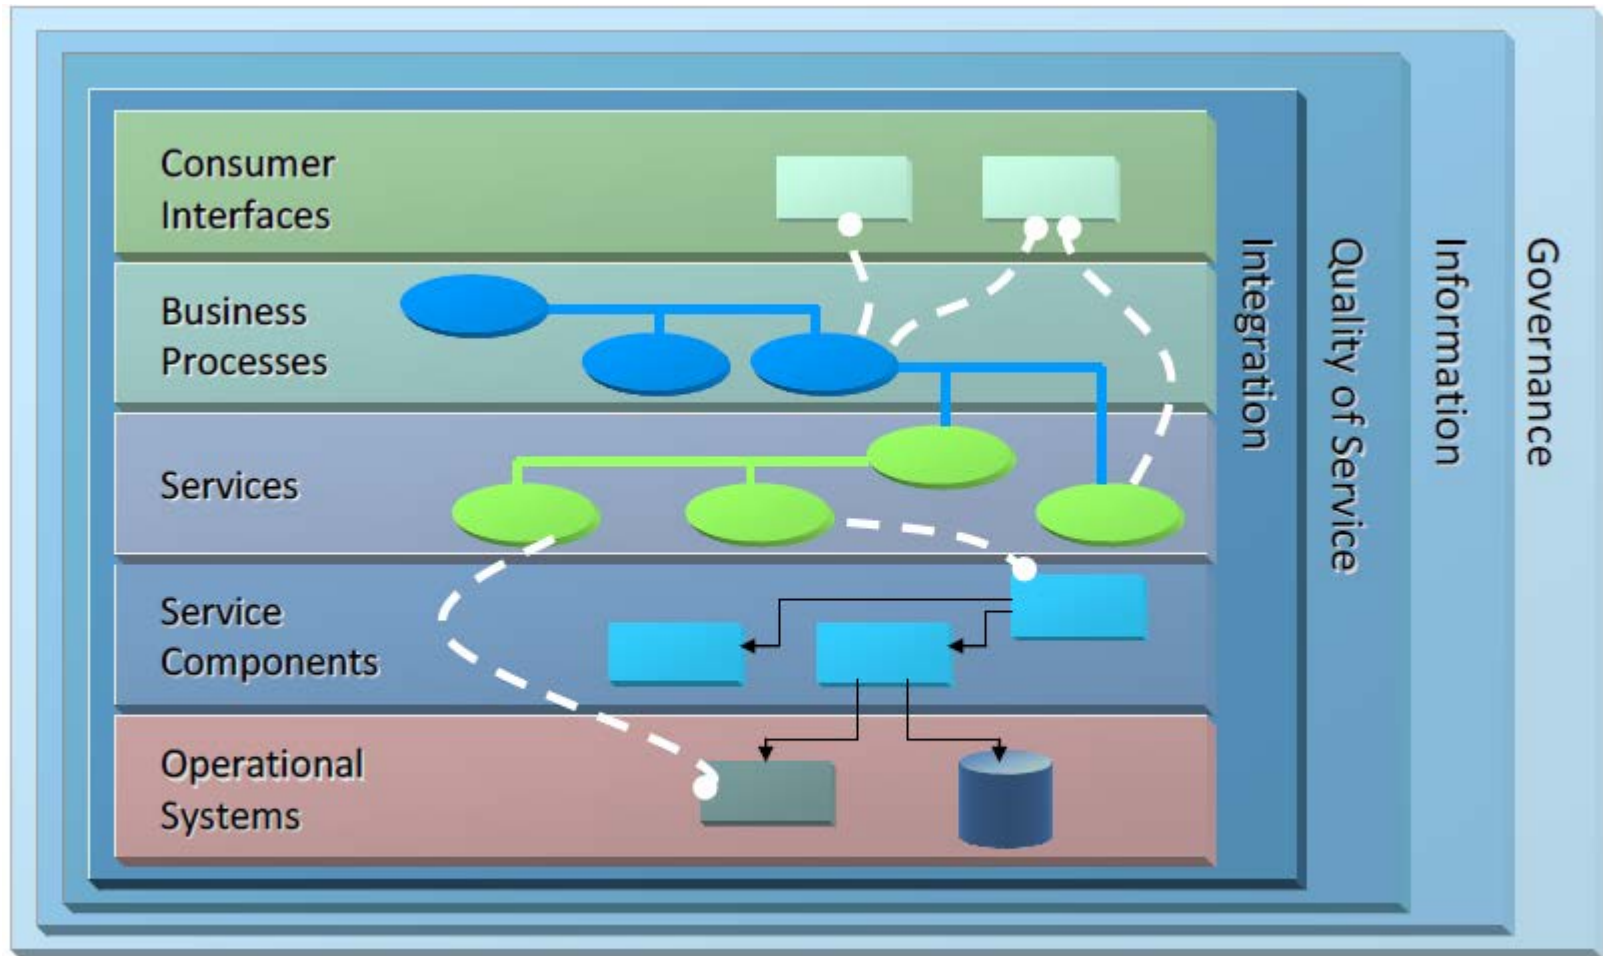 Consumer
Interfaces
Business
Processes
Services
Service
Components
Operational
Systems
Integration
Quality of Service
Information
Governance